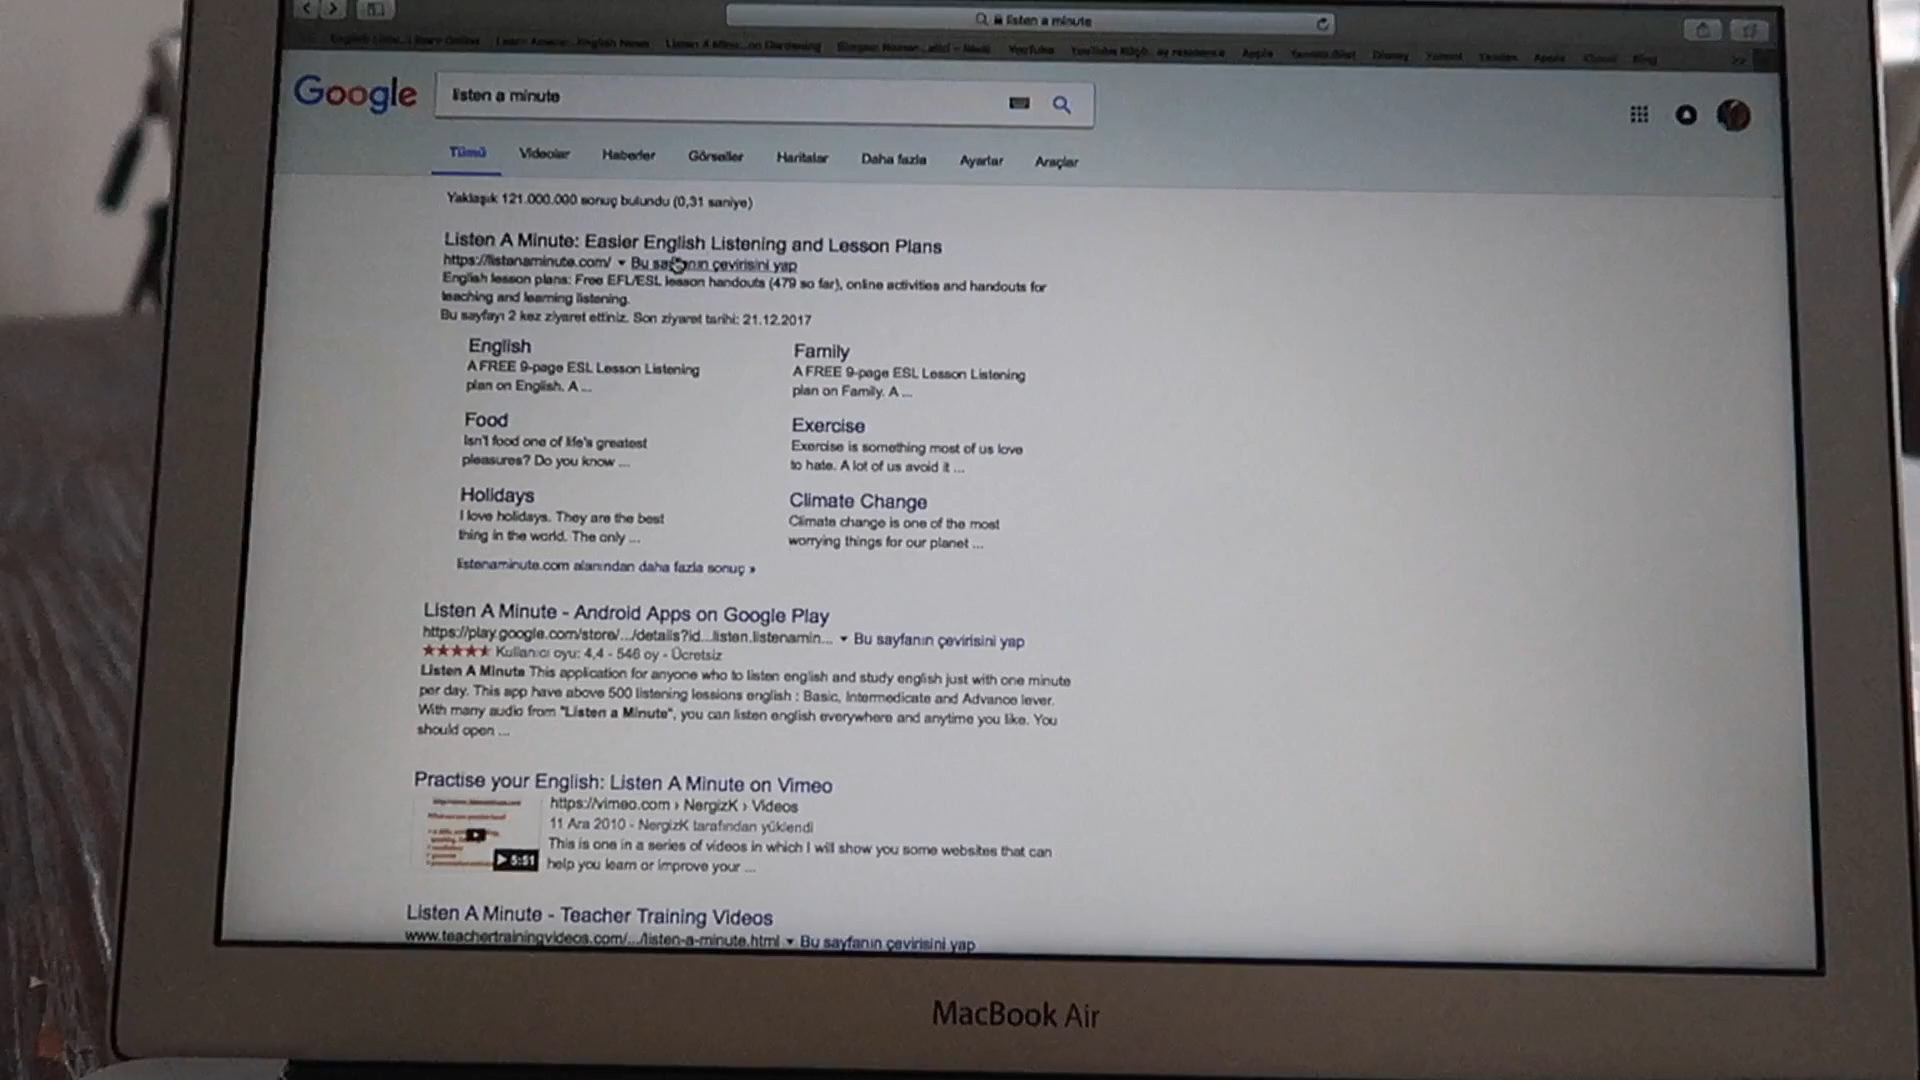 listen a minute
YouTube
Apple
Disney
Google
listen a minute
Tümü Videolar Haberler Görseller Haritalar Daha fazla Ayarlar Araçlar
Yaklaşık 121.000.000 sonuç bulundu (0,31 saniye)
Listen A Minute: Easier English Listening and Lesson Plans
https://listenaminute.com/ Bu sayfanın çevirisini yap
English lesson plans: Free EFL/ESL lesson handouts (479 so far), online activities and handouts for
teaching and learning listening.
Bu sayfayı 2 kez ziyaret ettiniz. Son ziyaret tarihi: 21.12.2017
English
A FREE 9-page ESL Lesson Listening
plan on English. A ...
Family
A FREE 9-page ESL Lesson Listening
plan on Family. A ...
Food
Isn't food one of life's greatest
pleasures? Do you know ...
Exercise
Exercise is something most of us love
to hate. A lot of us avoid it ...
Holidays
I love holidays. They are the best
thing in the world. The only ...
Climate Change
Climate change is one of the most
worrying things for our planet ...
listenaminute.com alanından daha fazla sonuç »
Listen A Minute - Android Apps on Google Play
https://play.google.com/store/.../details?id...listen.listenamin... Bu sayfanın çevirisini yap
Kullanıcı oyu: 4,4 - 546 oy - Ücretsiz
Listen A Minute This application for anyone who to listen english and study english just with one minute
per day. This app have above 500 listening lessions english : Basic, Intermedicate and Advance lever.
With many audio from "Listen a Minute", you can listen english everywhere and anytime you like. You
should open ...
Practise your English: Listen A Minute on Vimeo
https://vimeo.com › NergizK › Videos
11 Ara 2010 - NergizK tarafından yüklendi
This is one in a series of videos in which I will show you some websites that can
help you learn or improve your ...
5:51
Listen A Minute - Teacher Training Videos
www.teachertrainingvideos.com/.../listen-a-minute.html Bu sayfanın çevirisini yap
MacBook Air